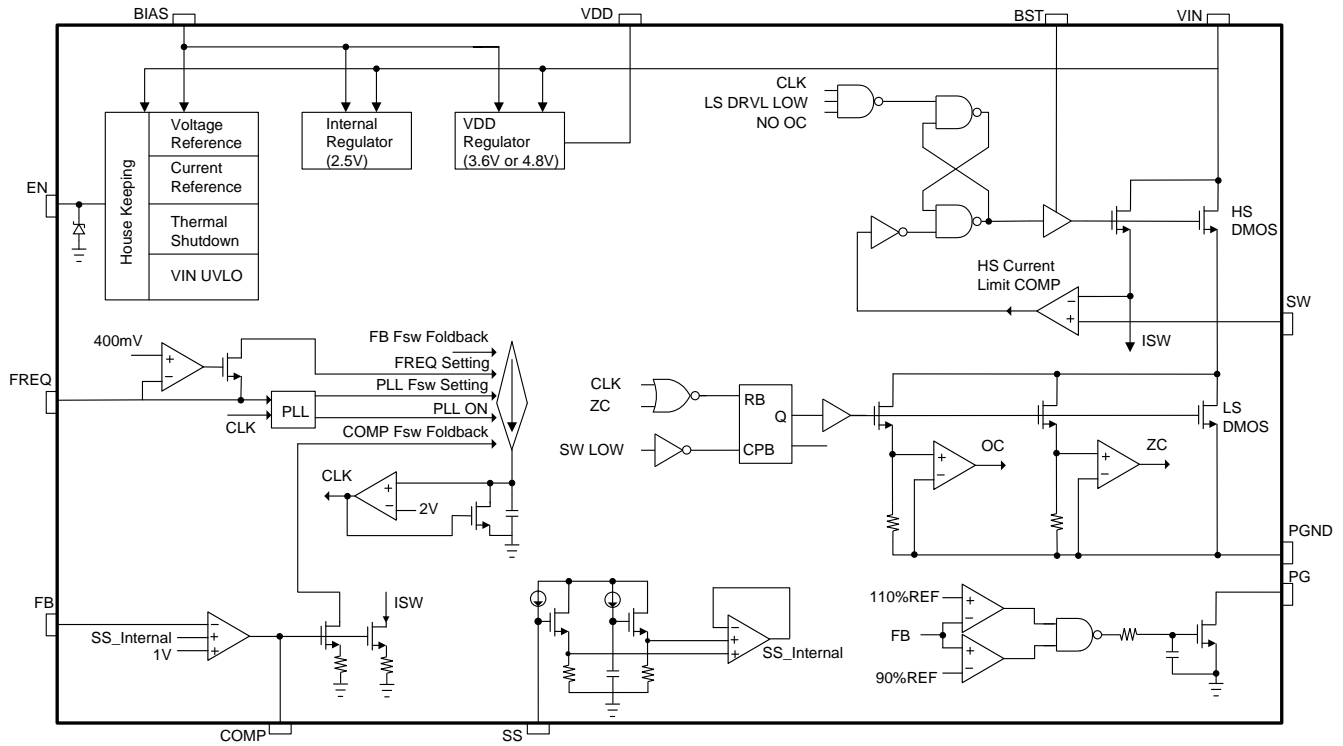 BIAS
VDD
BST
VIN
CLK
LS DRVL LOW
NO OC
House Keeping
Voltage
Reference
Current
Reference
Thermal
Shutdown
VIN UVLO
Internal
Regulator
(2.5V)
VDD
Regulator
(3.6V or 4.8V)
EN
HS
DMOS
HS Current
Limit COMP
−
+
SW
ISW
400mV
+
−
FREQ
PLL
CLK
FB Fsw Foldback
FREQ Setting
PLL Fsw Setting
PLL ON
COMP Fsw Foldback
CLK
+
−
2V
CLK
ZC
SW LOW
RB
Q
CPB
LS
DMOS
+
−
OC
+
−
ZC
PGND
PG
FB
SS_Internal
1V
−
+
+
ISW
−
+
+
SS_Internal
110%REF
FB
90%REF
+
−
+
−
COMP
SS